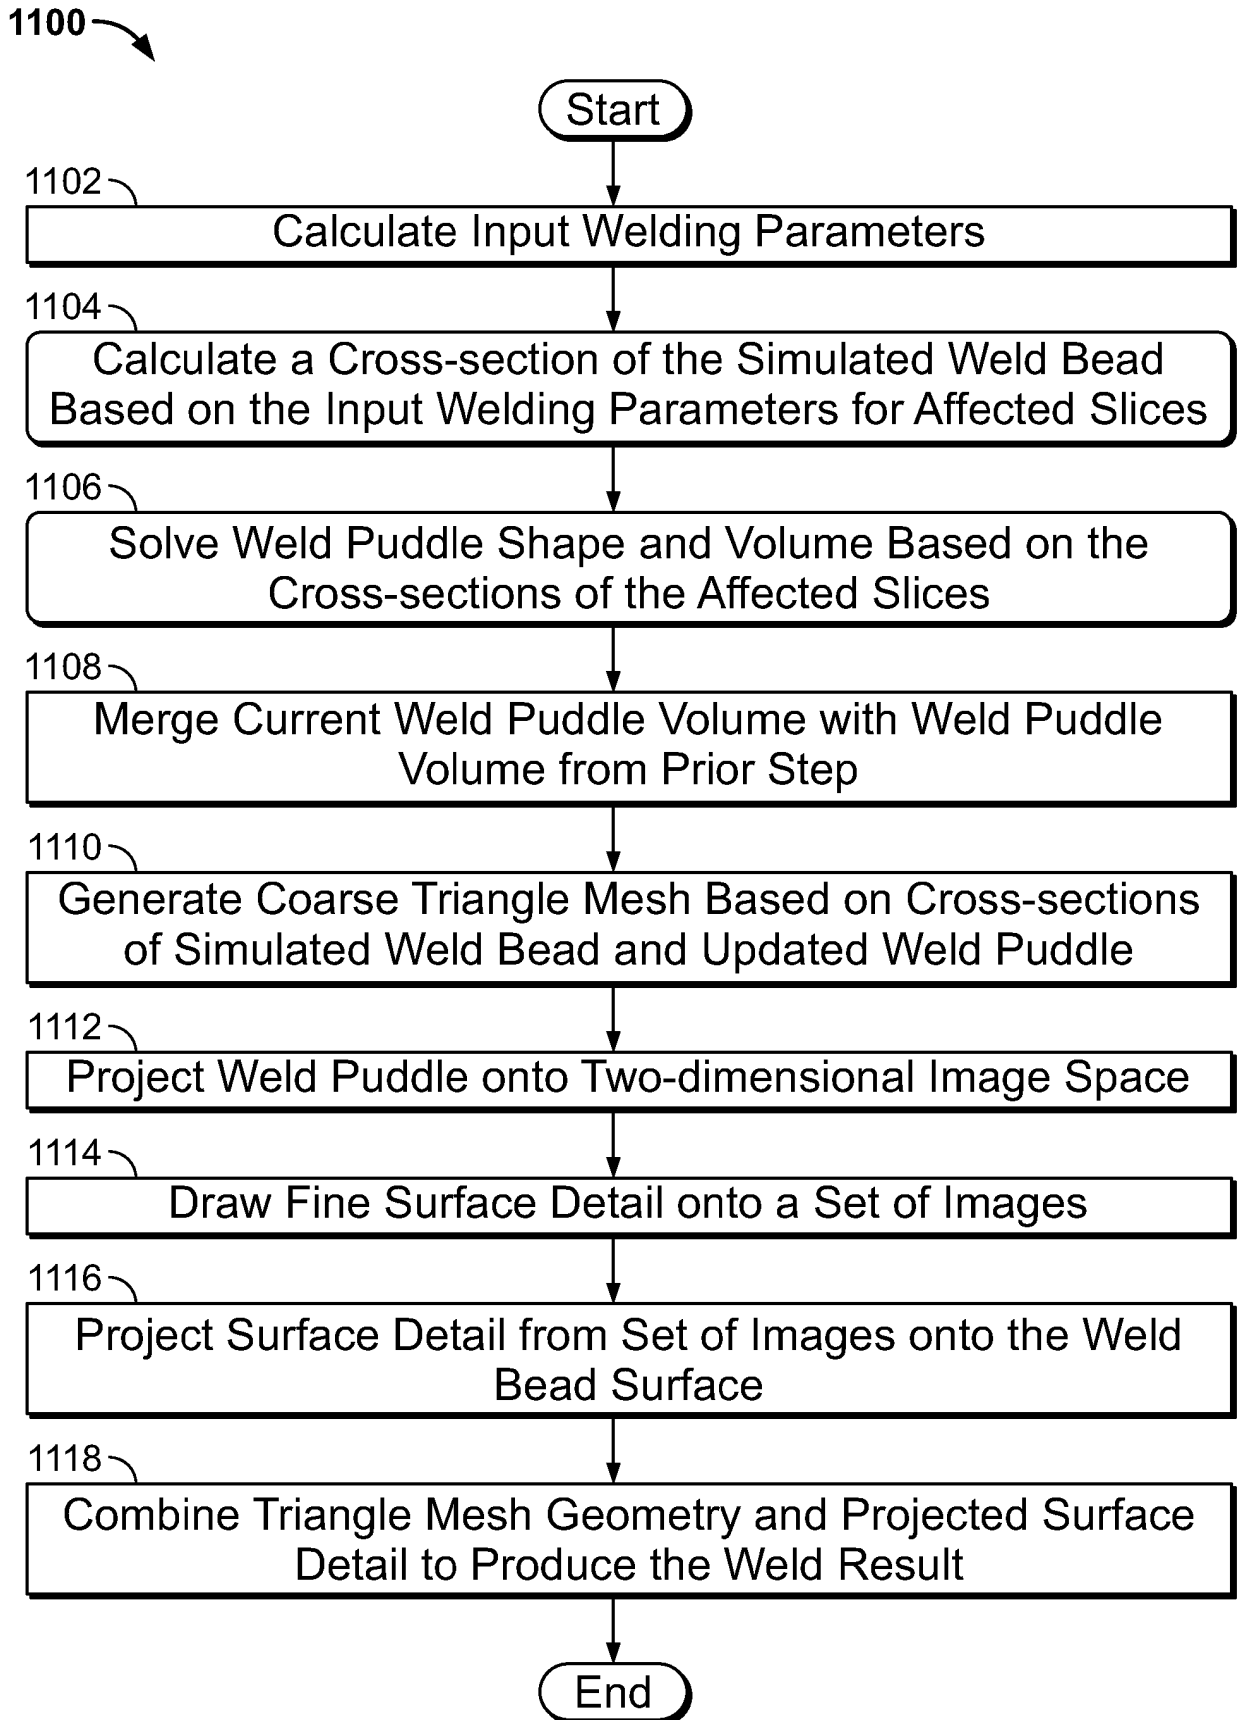 1100
Start
1102
Calculate Input Welding Parameters
1104
Calculate a Cross-section of the Simulated Weld Bead
Based on the Input Welding Parameters for Affected Slices
1106
Solve Weld Puddle Shape and Volume Based on the
Cross-sections of the Affected Slices
1108
Merge Current Weld Puddle Volume with Weld Puddle
Volume from Prior Step
1110
Generate Coarse Triangle Mesh Based on Cross-sections
of Simulated Weld Bead and Updated Weld Puddle
1112
Project Weld Puddle onto Two-dimensional Image Space
1114
Draw Fine Surface Detail onto a Set of Images
1116
Project Surface Detail from Set of Images onto the Weld
Bead Surface
1118
Combine Triangle Mesh Geometry and Projected Surface
Detail to Produce the Weld Result
End